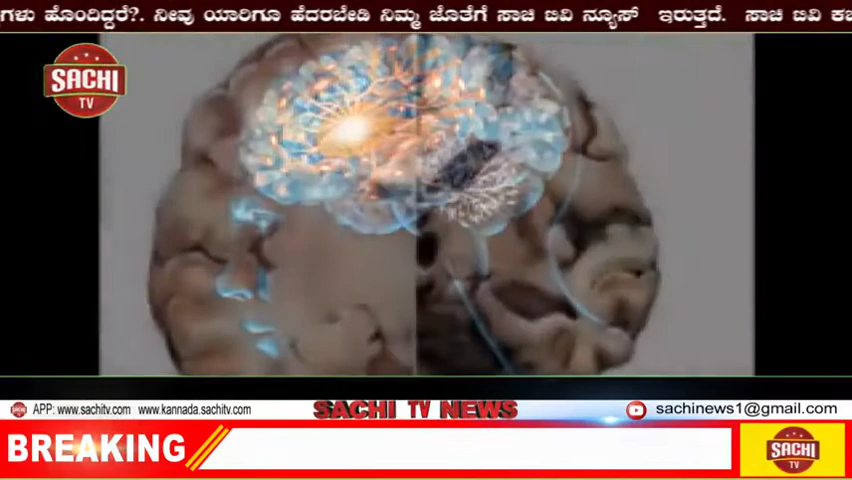 ಗಳು ಹೊಂದಿದ್ದರೆ?. ನೀವು ಯಾರಿಗೂ ಹೆದರಬೇಡಿ ನಿಮ್ಮ ಜೊತೆಗೆ ಸಾಚಿ ಟಿವಿ ನ್ಯೂಸ್ ಇರುತ್ತದೆ. ಸಾಚಿ ಟಿವಿ ಕಚ
SACHI
TV
APP: www.sachitv.com www.kannada.sachitv.com SACHI TV NEWS sachinews1@gmail.com
BREAKING
SACHI
TV